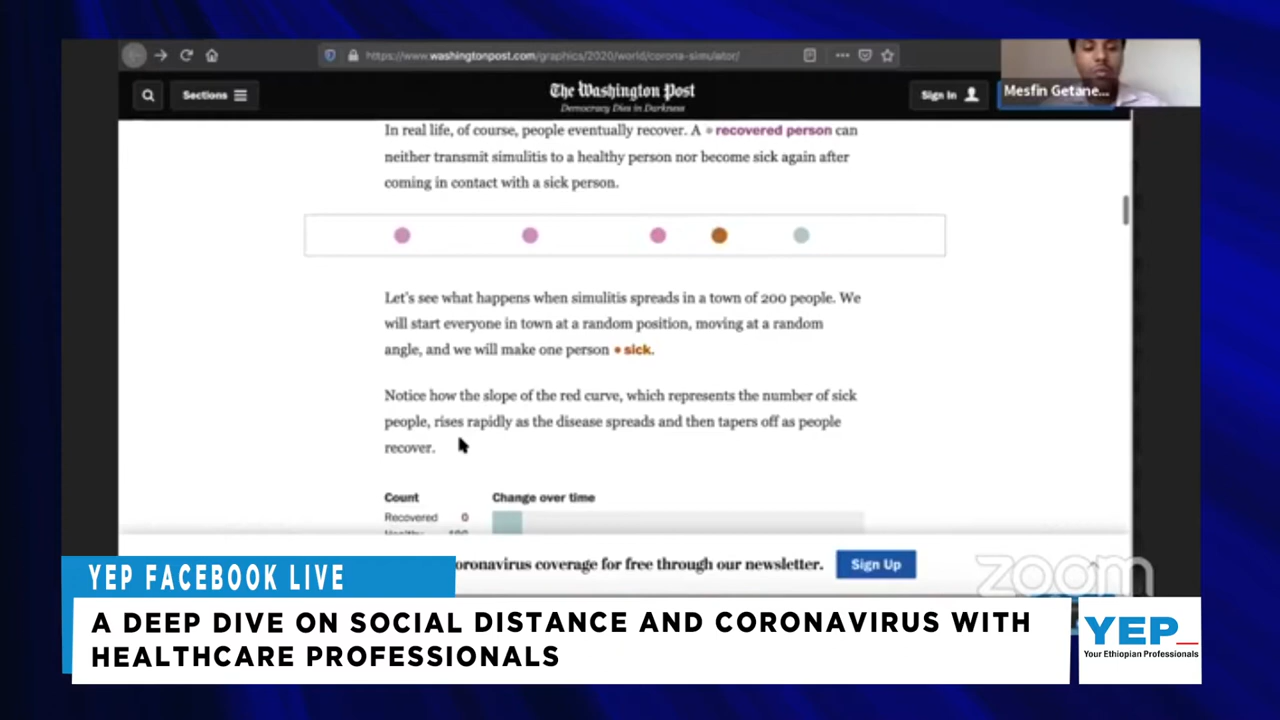 https://www.washingtonpost.com/graphics/2020/world/corona-simulator/
Sections
The Washington Post
Democracy Dies in Darkness
Sign In
Mesfin Getane...
In real life, of course, people eventually recover. A recovered person can
neither transmit simulitis to a healthy person nor become sick again after
coming in contact with a sick person.
Let's see what happens when simulitis spreads in a town of 200 people. We
will start everyone in town at a random position, moving at a random
angle, and we will make one person sick.
Notice how the slope of the red curve, which represents the number of sick
people, rises rapidly as the disease spreads and then tapers off as people
recover.
Count
Change over time
Recovered 0
oronavirus coverage for free through our newsletter.
Sign Up
zoom
YEP FACEBOOK LIVE
A DEEP DIVE ON SOCIAL DISTANCE AND CORONAVIRUS WITH
HEALTHCARE PROFESSIONALS
YEP_
Your Ethiopian Professionals